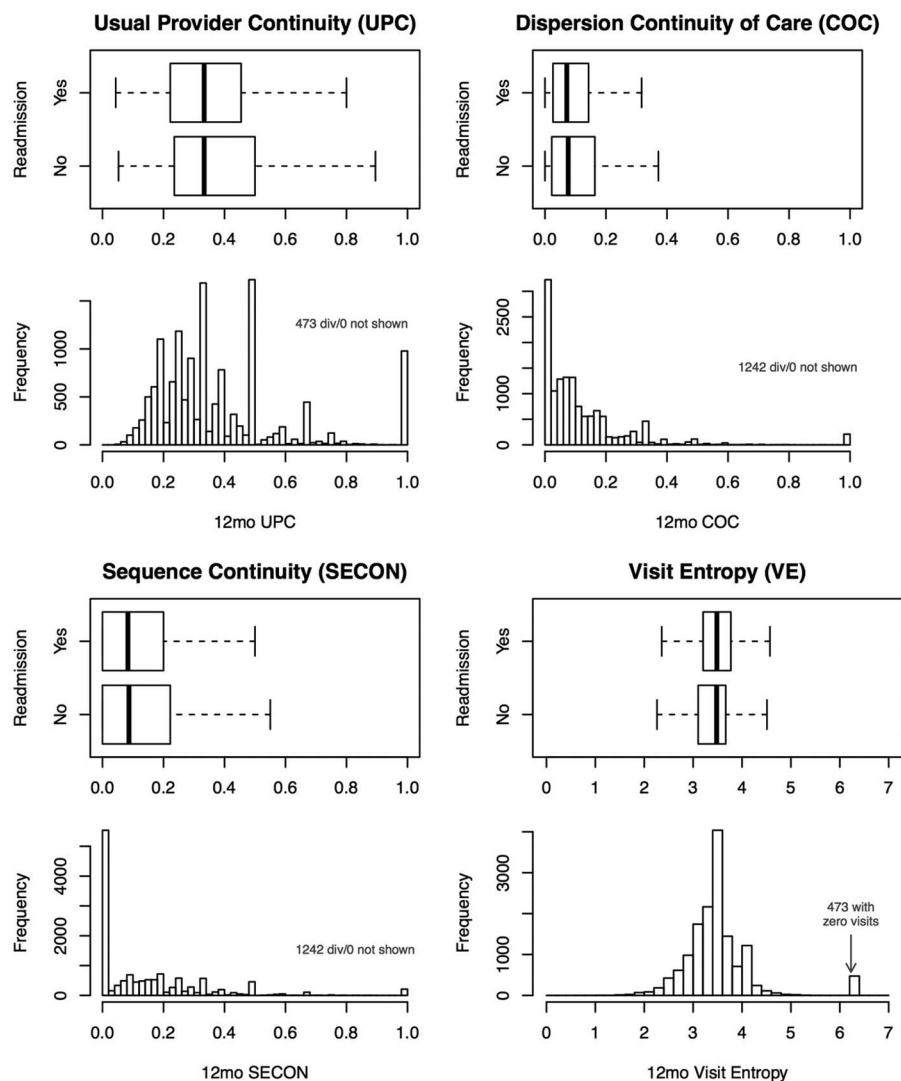 Usual Provider Continuity (UPC)
Readmission
Yes
No
0.0 0.2 0.4 0.6 0.8 1.0
Frequency
1000
500
0
473 div/0 not shown
0.0 0.2 0.4 0.6 0.8 1.0
12mo UPC
Dispersion Continuity of Care (COC)
Readmission
Yes
No
0.0 0.2 0.4 0.6 0.8 1.0
Frequency
2500
1000
0
1242 div/0 not shown
0.0 0.2 0.4 0.6 0.8 1.0
12mo COC
Sequence Continuity (SECON)
Readmission
Yes
No
0.0 0.2 0.4 0.6 0.8 1.0
Frequency
4000
2000
0
1242 div/0 not shown
0.0 0.2 0.4 0.6 0.8 1.0
12mo SECON
Visit Entropy (VE)
Readmission
Yes
No
0 1 2 3 4 5 6 7
Frequency
3000
1000
0
473 with
zero visits
0 1 2 3 4 5 6 7
12mo Visit Entropy